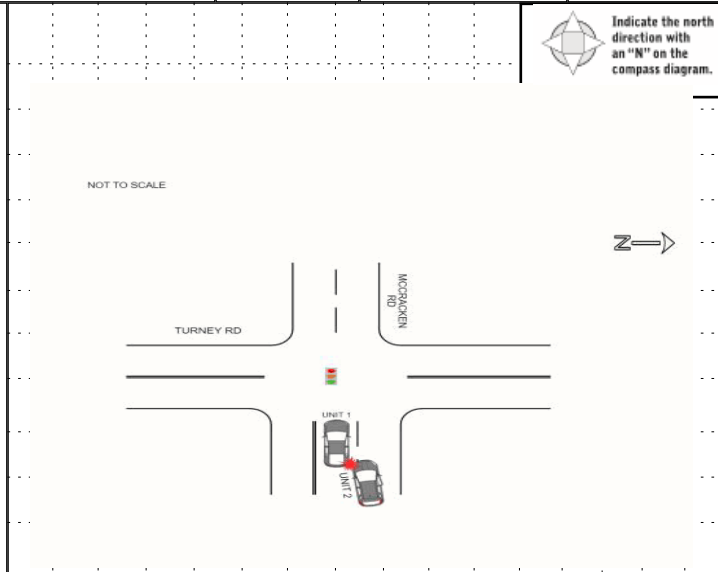 Indicate the north
direction with
an "N" on the
compass diagram.
NOT TO SCALE
N
MCCRACKEN
RD
TURNEY RD
UNIT 1
UNIT 2